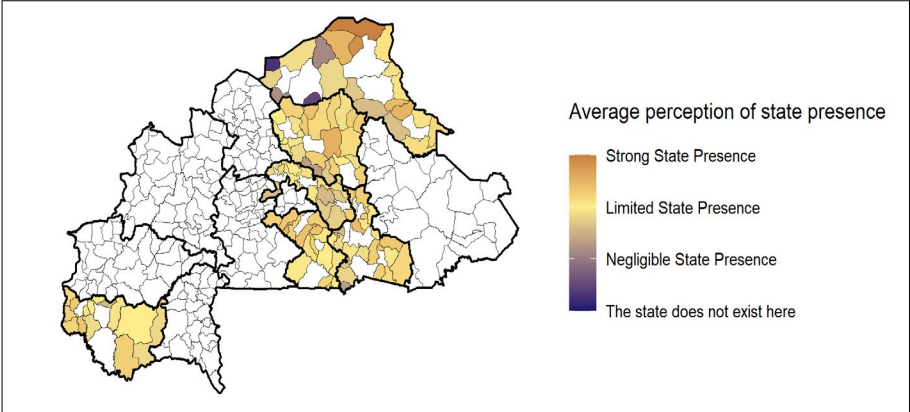 Average perception of state presence
Strong State Presence
Limited State Presence
Negligible State Presence
The state does not exist here